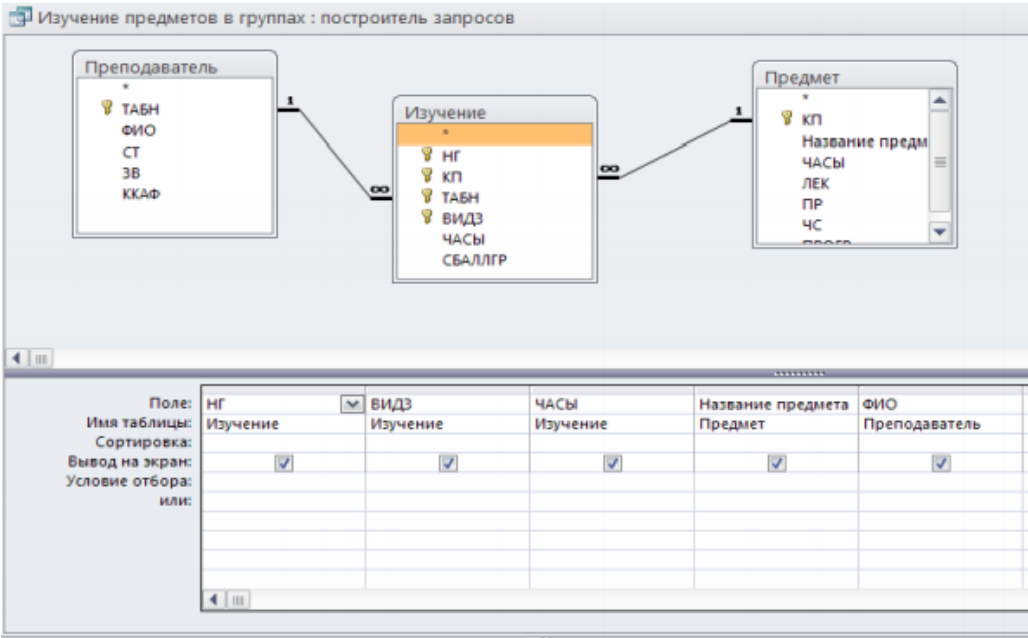 Изучение предметов в группах : построитель запросов
Преподаватель
*
ТАБН
ФИО
СТ
ЗВ
ККАФ
1
∞
Изучение
*
НГ
КП
ТАБН
ВИДЗ
ЧАСЫ
СБАЛЛГР
∞
1
Предмет
*
КП
Название предм
ЧАСЫ
ЛЕК
ПР
ЧС
Поле: НГ ВИДЗ ЧАСЫ Название предмета ФИО
Имя таблицы: Изучение Изучение Изучение Предмет Преподаватель
Сортировка:
Вывод на экран:
Условие отбора:
или: